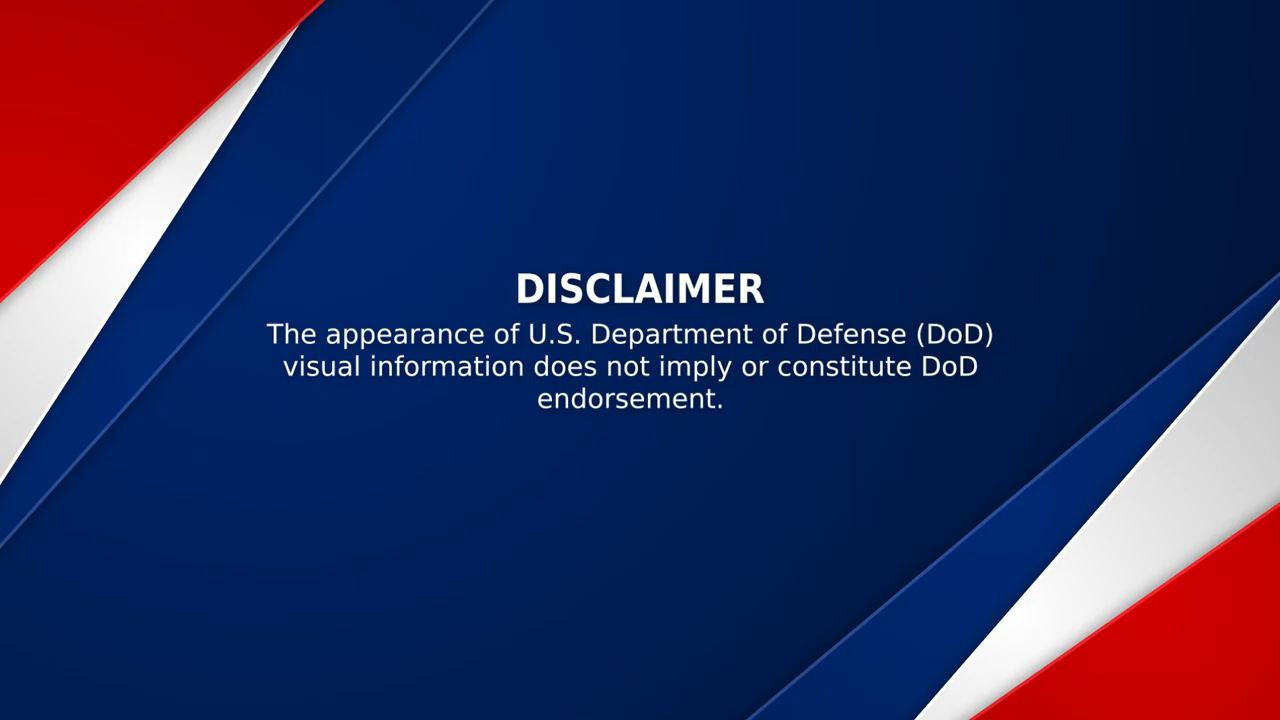 DISCLAIMER
The appearance of U.S. Department of Defense (DoD)
visual information does not imply or constitute DoD
endorsement.